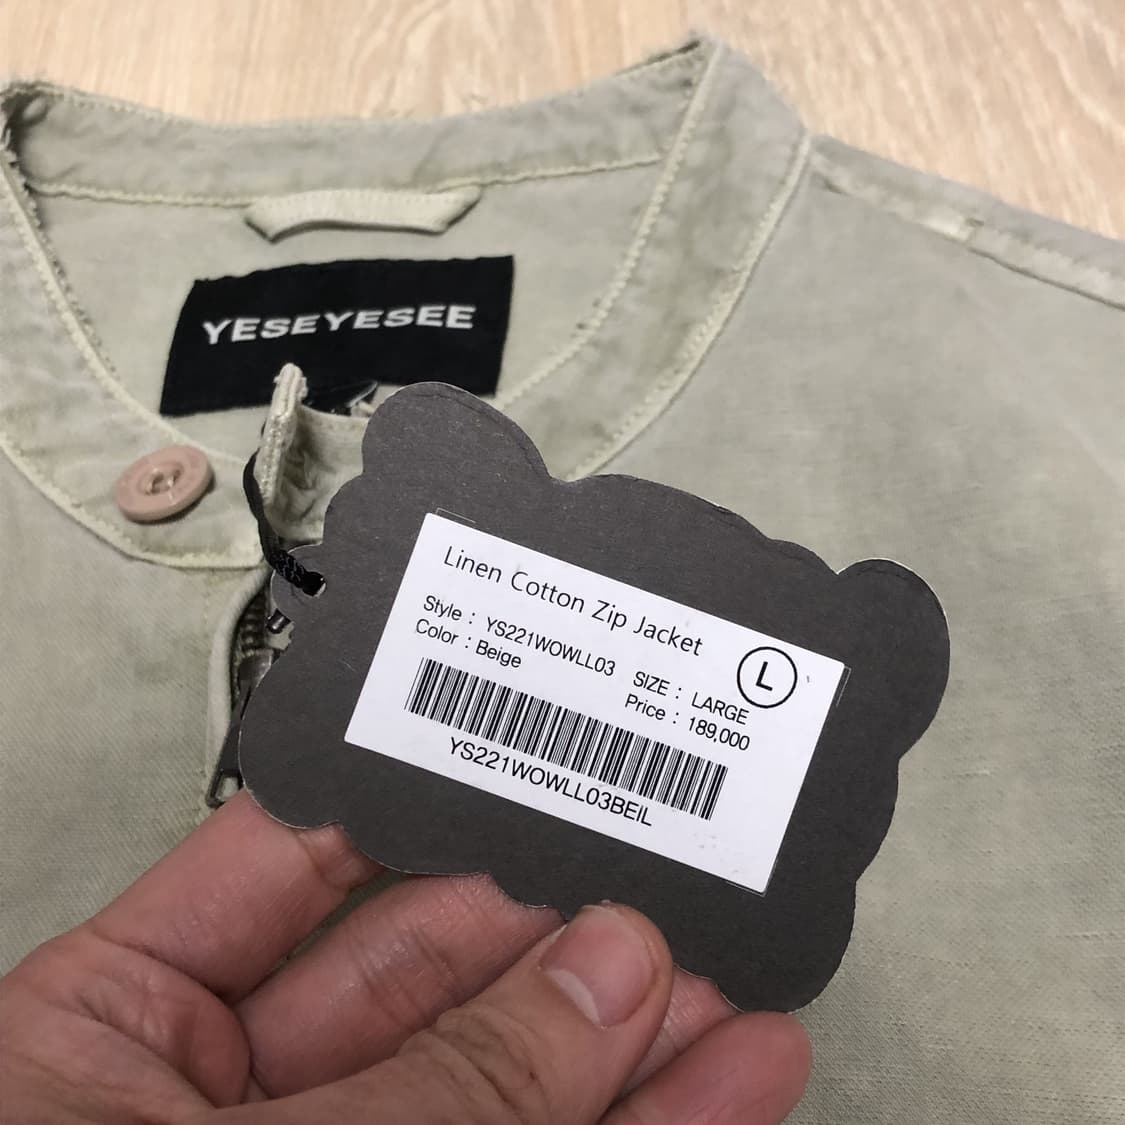 YESEYESEE
Linen Cotton Zip Jacket
Style : YS221WOWLL03
Color : Beige
L
SIZE : LARGE
Price : 189,000
YS221WOWLL03BEIL